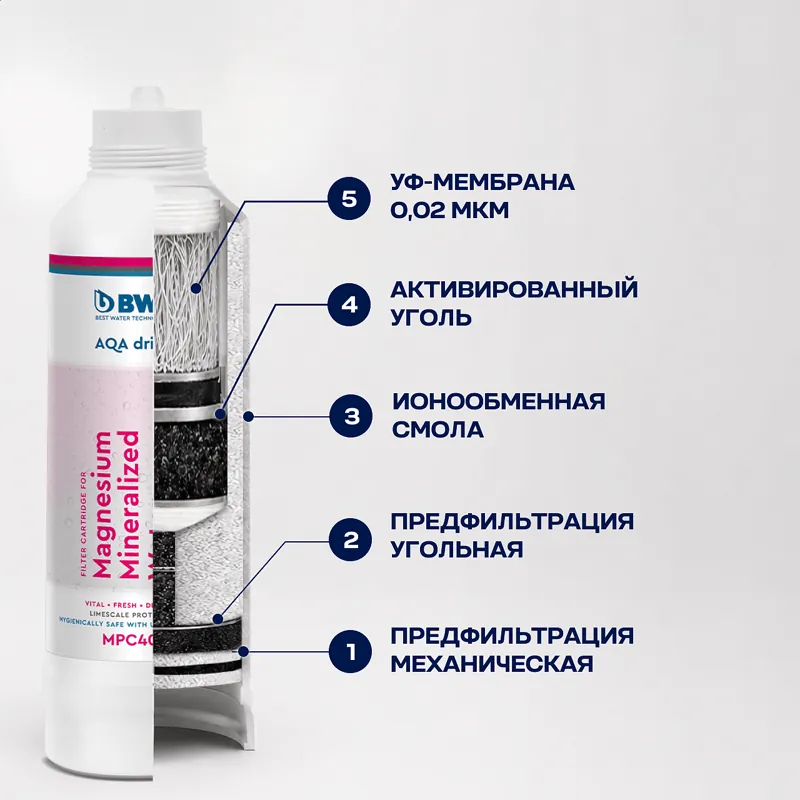 5
УФ-МЕМБРАНА
0,02 МКМ
4
АКТИВИРОВАННЫЙ
УГОЛЬ
3
ИОНООБМЕННАЯ
СМОЛА
2
ПРЕДФИЛЬТРАЦИЯ
УГОЛЬНАЯ
1
ПРЕДФИЛЬТРАЦИЯ
МЕХАНИЧЕСКАЯ
BW
BEST WATER TECHN
AQA dri
FILTER CARTRIDGE FOR
Magnesium
Mineralized
VITAL • FRESH • DE
LIMESCALE PROT
HYGIENICALLY SAFE WITH U
MPC40